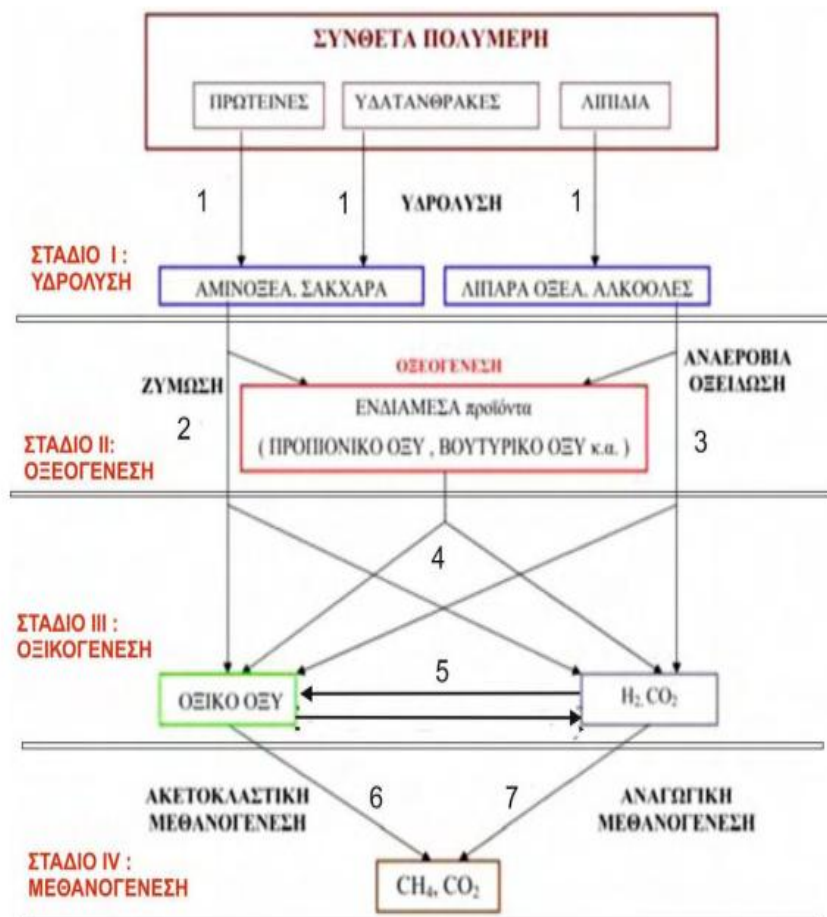 ΣΥΝΘΕΤΑ ΠΟΛΥΜΕΡΗ
ΠΡΩΤΕΙΝΕΣ
ΥΔΑΤΑΝΘΡΑΚΕΣ
ΛΙΠΙΔΙΑ
1
1
ΥΔΡΟΛΥΣΗ
1
ΣΤΑΔΙΟ Ι :
ΥΔΡΟΛΥΣΗ
ΑΜΙΝΟΞΕΑ, ΣΑΚΧΑΡΑ
ΛΙΠΑΡΑ ΟΞΕΑ, ΑΛΚΟΟΛΕΣ
ΟΞΕΟΓΕΝΕΣΗ
ΑΝΑΕΡΟΒΙΑ
ΟΞΕΙΔΩΣΗ
ΖΥΜΩΣΗ
2
ΕΝΔΙΑΜΕΣΑ προϊόντα
( ΠΡΟΠΙΟΝΙΚΟ ΟΞΥ , ΒΟΥΤΥΡΙΚΟ ΟΞΥ κ.α. )
3
ΣΤΑΔΙΟ ΙΙ:
ΟΞΕΟΓΕΝΕΣΗ
4
ΣΤΑΔΙΟ ΙΙΙ :
ΟΞΙΚΟΓΕΝΕΣΗ
5
ΟΞΙΚΟ ΟΞΥ
H₂, CO₂
ΑΚΕΤΟΚΛΑΣΤΙΚΗ
ΜΕΘΑΝΟΓΕΝΕΣΗ
6
7
ΑΝΑΓΩΓΙΚΗ
ΜΕΘΑΝΟΓΕΝΕΣΗ
ΣΤΑΔΙΟ IV :
ΜΕΘΑΝΟΓΕΝΕΣΗ
CH₄, CO₂